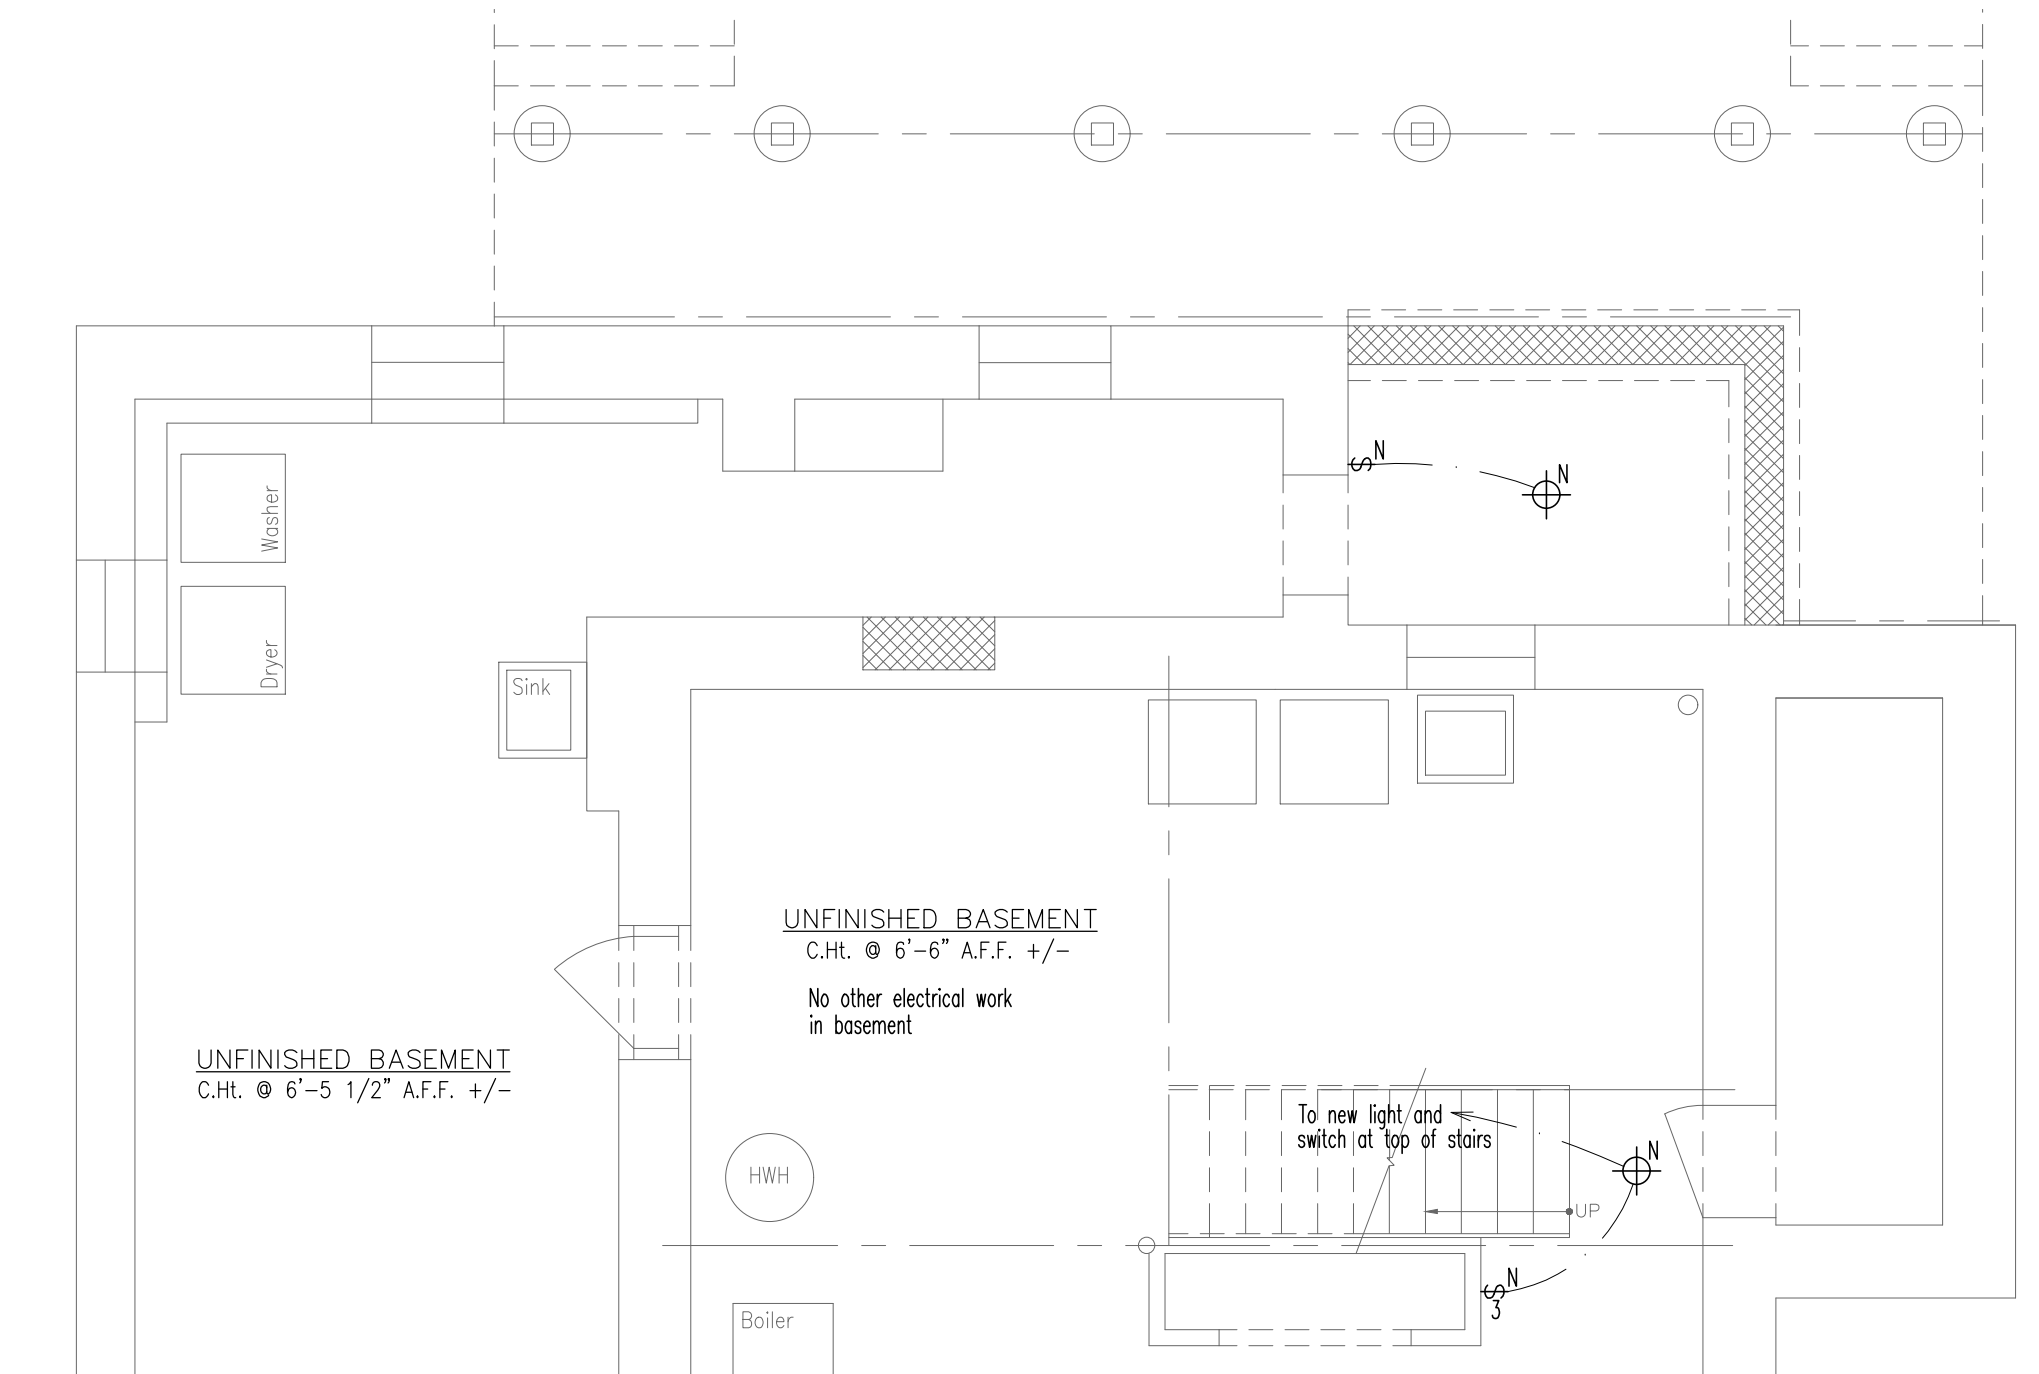 S N
N
Washer
Dryer
Sink
UNFINISHED BASEMENT
C.Ht. @ 6'-6" A.F.F. +/-
No other electrical work
in basement
UNFINISHED BASEMENT
C.Ht. @ 6'-5 1/2" A.F.F. +/-
To new light and
switch at top of stairs
N
HWH
UP
S N
3
Boiler